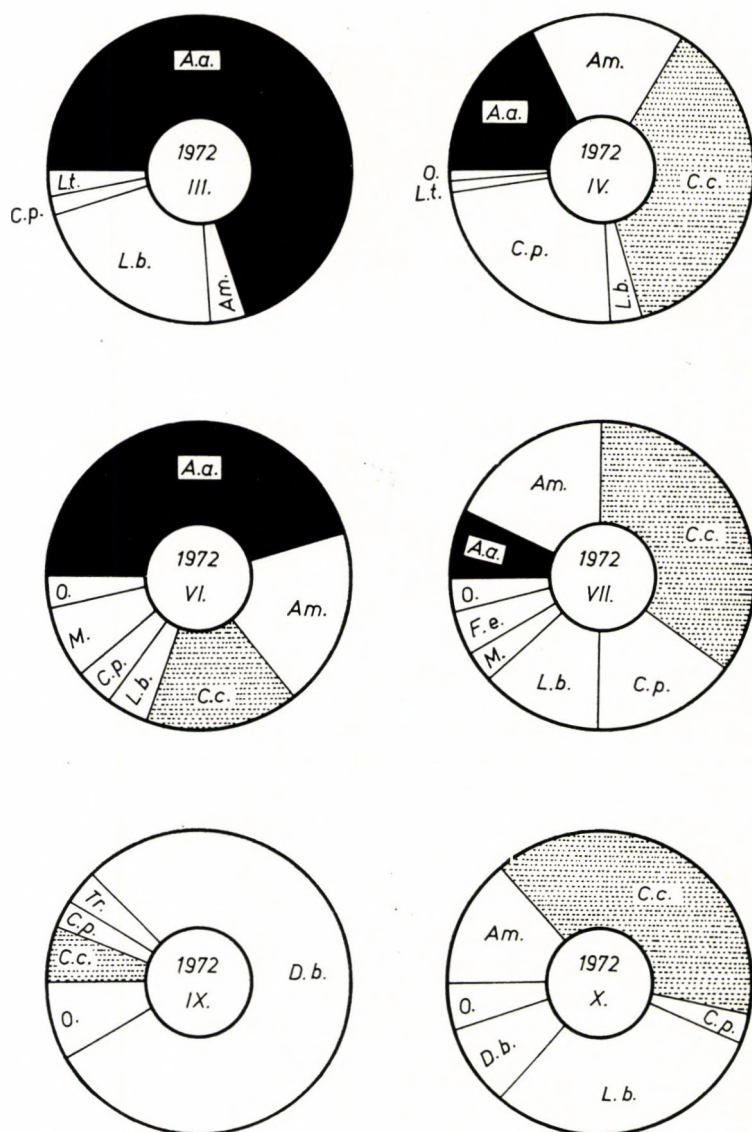 A.a.
1972
III.
L.t.
C.p.
L.b.
Am.
Am.
A.a.
1972
IV.
O.
L.t.
C.c.
C.p.
L.b.
A.a.
1972
VI.
O.
M.
C.p.
L.b.
C.c.
Am.
Am.
A.a.
1972
VII.
C.c.
O.
F.e.
M.
L.b.
C.p.
Tr.
C.p.
C.c.
1972
IX.
D.b.
O.
C.c.
Am.
1972
X.
O.
D.b.
C.p.
L.b.